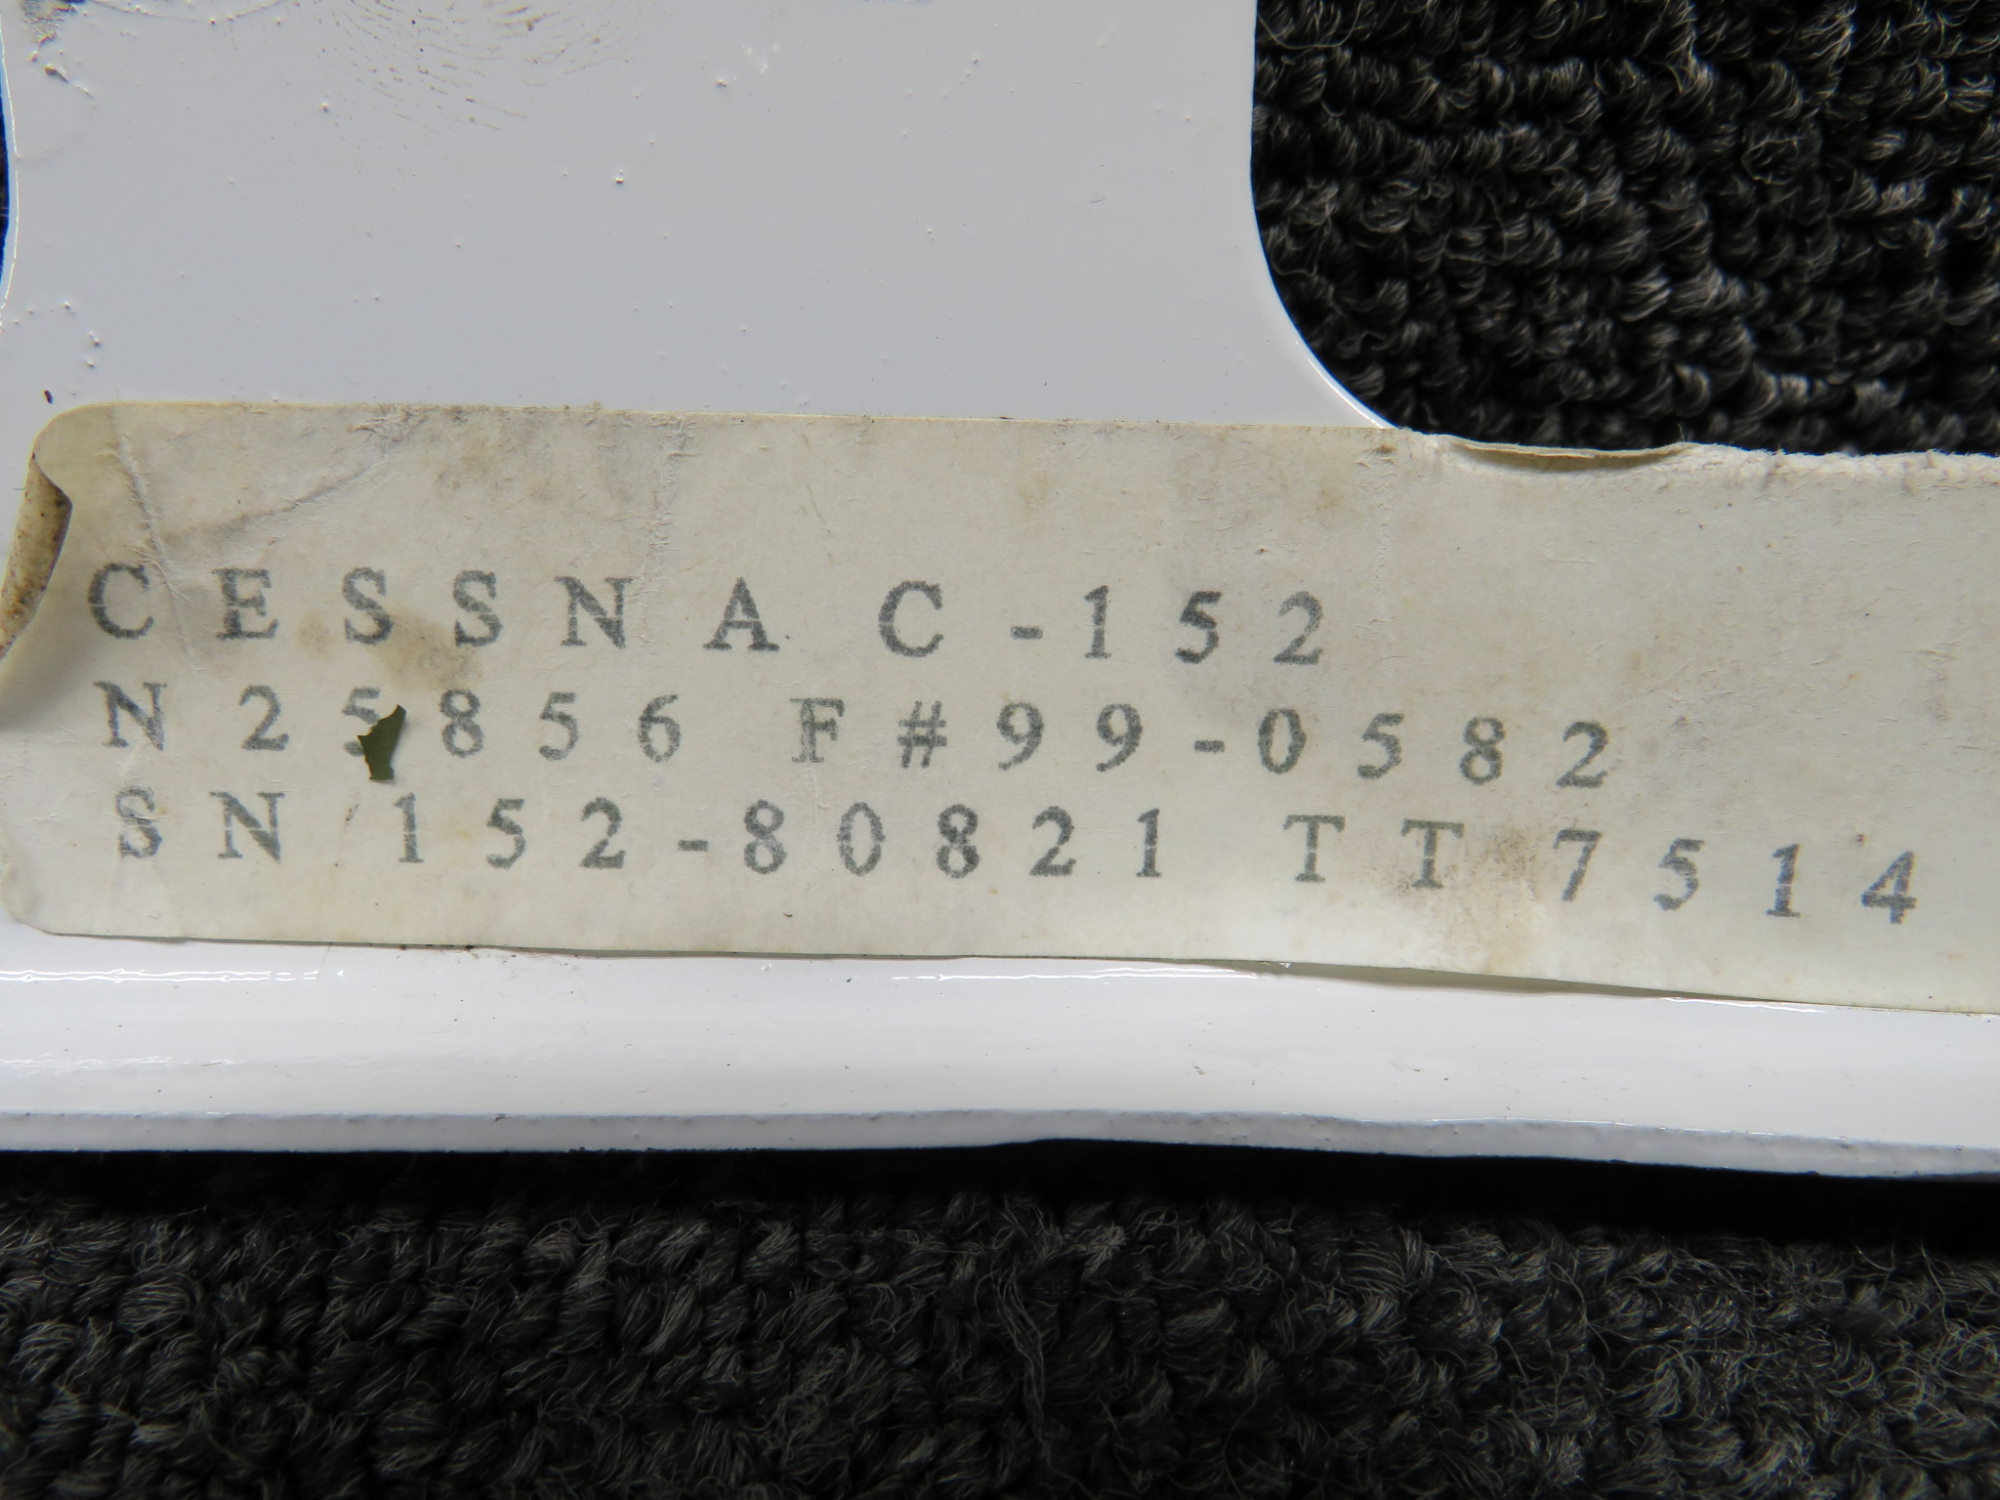 CESSNA C-152
N25856 F#99-0582
SN 152-80821 TT 7514